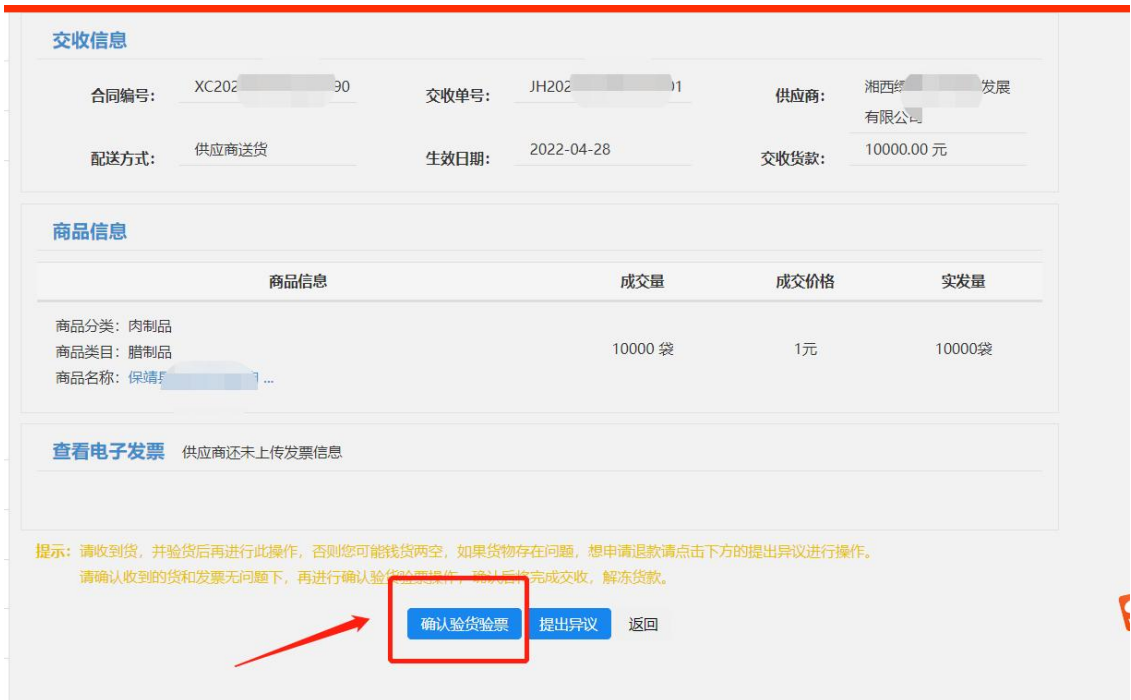 交收信息
合同编号： XC202 90 交收单号： JH202 01 供应商： 湘西 发展
有限公司
配送方式： 供应商送货 生效日期： 2022-04-28 交收货款： 10000.00 元
商品信息
商品信息 成交量 成交价格 实发量
商品分类：肉制品
商品类目：腊制品 10000 袋 1元 10000袋
商品名称：保靖县 ...
查看电子发票 供应商还未上传发票信息
提示：请收到货，并验货后再进行此操作，否则您可能钱货两空，如果货物存在问题，想申请退款请点击下方的提出异议进行操作。
请确认收到的货和发票无问题下，再进行确认验货验票操作，确认后将完成交收，解冻货款。
确认验货验票 提出异议 返回